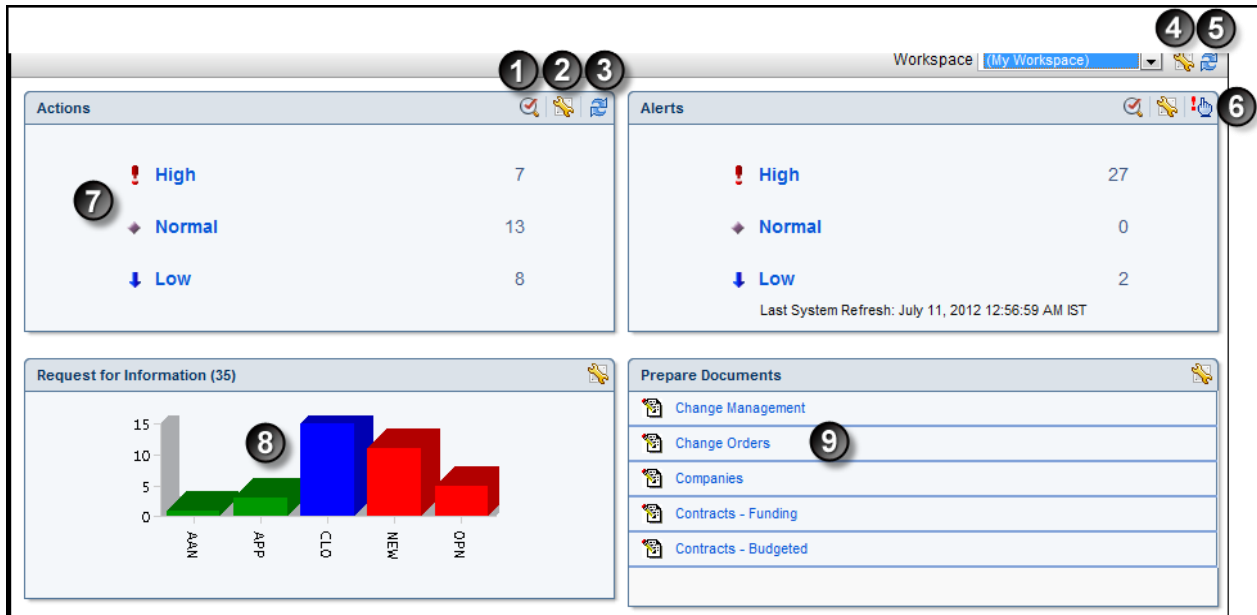 4 5
Workspace (My Workspace)
1 2 3
Actions
Alerts
6
High 7
Normal 13
Low 8
7
High 27
Normal 0
Low 2
Last System Refresh: July 11, 2012 12:56:59 AM IST
Request for Information (35)
15
10
5
0
AAN
APP
CLO
NEW
OPN
8
Prepare Documents
Change Management
Change Orders
9
Companies
Contracts - Funding
Contracts - Budgeted